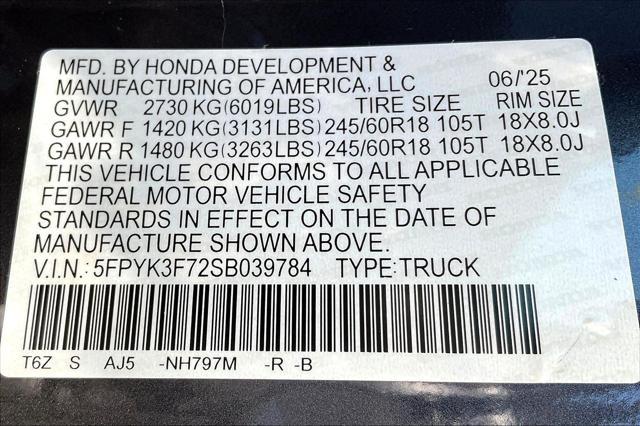 MFD. BY HONDA DEVELOPMENT &
MANUFACTURING OF AMERICA, LLC 06/'25
GVWR 2730 KG(6019LBS) TIRE SIZE RIM SIZE
GAWR F 1420 KG(3131LBS) 245/60R18 105T 18X8.0J
GAWR R 1480 KG(3263LBS) 245/60R18 105T 18X8.0J
THIS VEHICLE CONFORMS TO ALL APPLICABLE
FEDERAL MOTOR VEHICLE SAFETY
STANDARDS IN EFFECT ON THE DATE OF
MANUFACTURE SHOWN ABOVE.
V.I.N.: 5FPYK3F72SB039784 TYPE: TRUCK
T6Z S AJ5 -NH797M -R -B